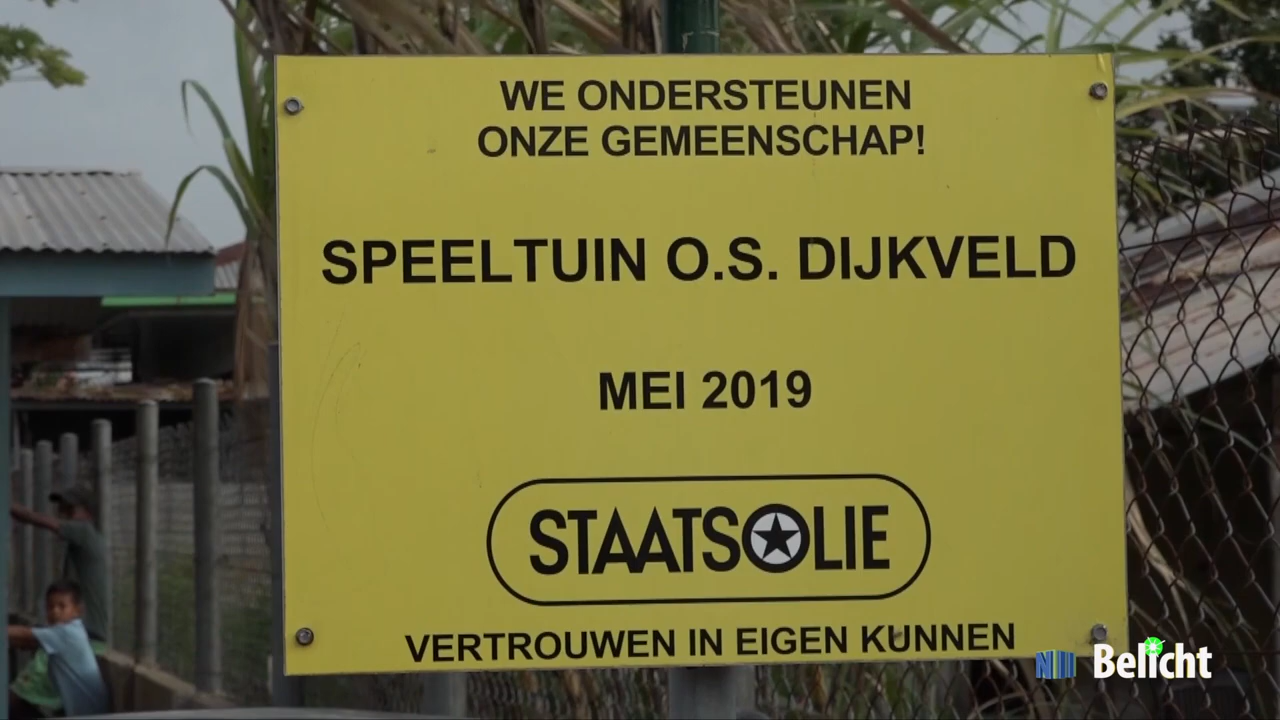 WE ONDERSTEUNEN
ONZE GEMEENSCHAP!
SPEELTUIN O.S. DIJKVELD
MEI 2019
STAATSOLIE
VERTROUWEN IN EIGEN KUNNEN
Belicht